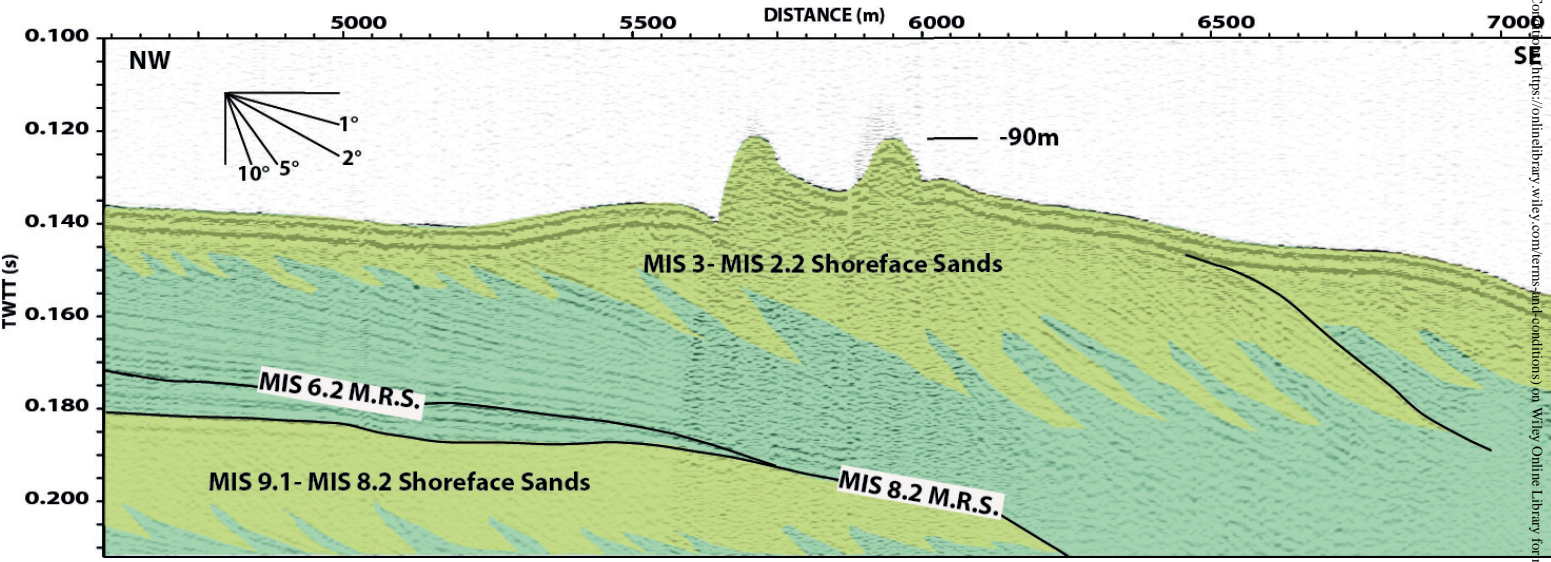 DISTANCE (m)
5000 5500 6000 6500 7000
0.100
NW
SE
1°
2°
5°
10°
0.120
-90m
0.140
TWTT (s)
MIS 3- MIS 2.2 Shoreface Sands
0.160
MIS 6.2 M.R.S.
0.180
MIS 9.1- MIS 8.2 Shoreface Sands
MIS 8.2 M.R.S.
0.200
(https://onlinelibrary.wiley.com/terms-and-conditions) on Wiley Online Library for